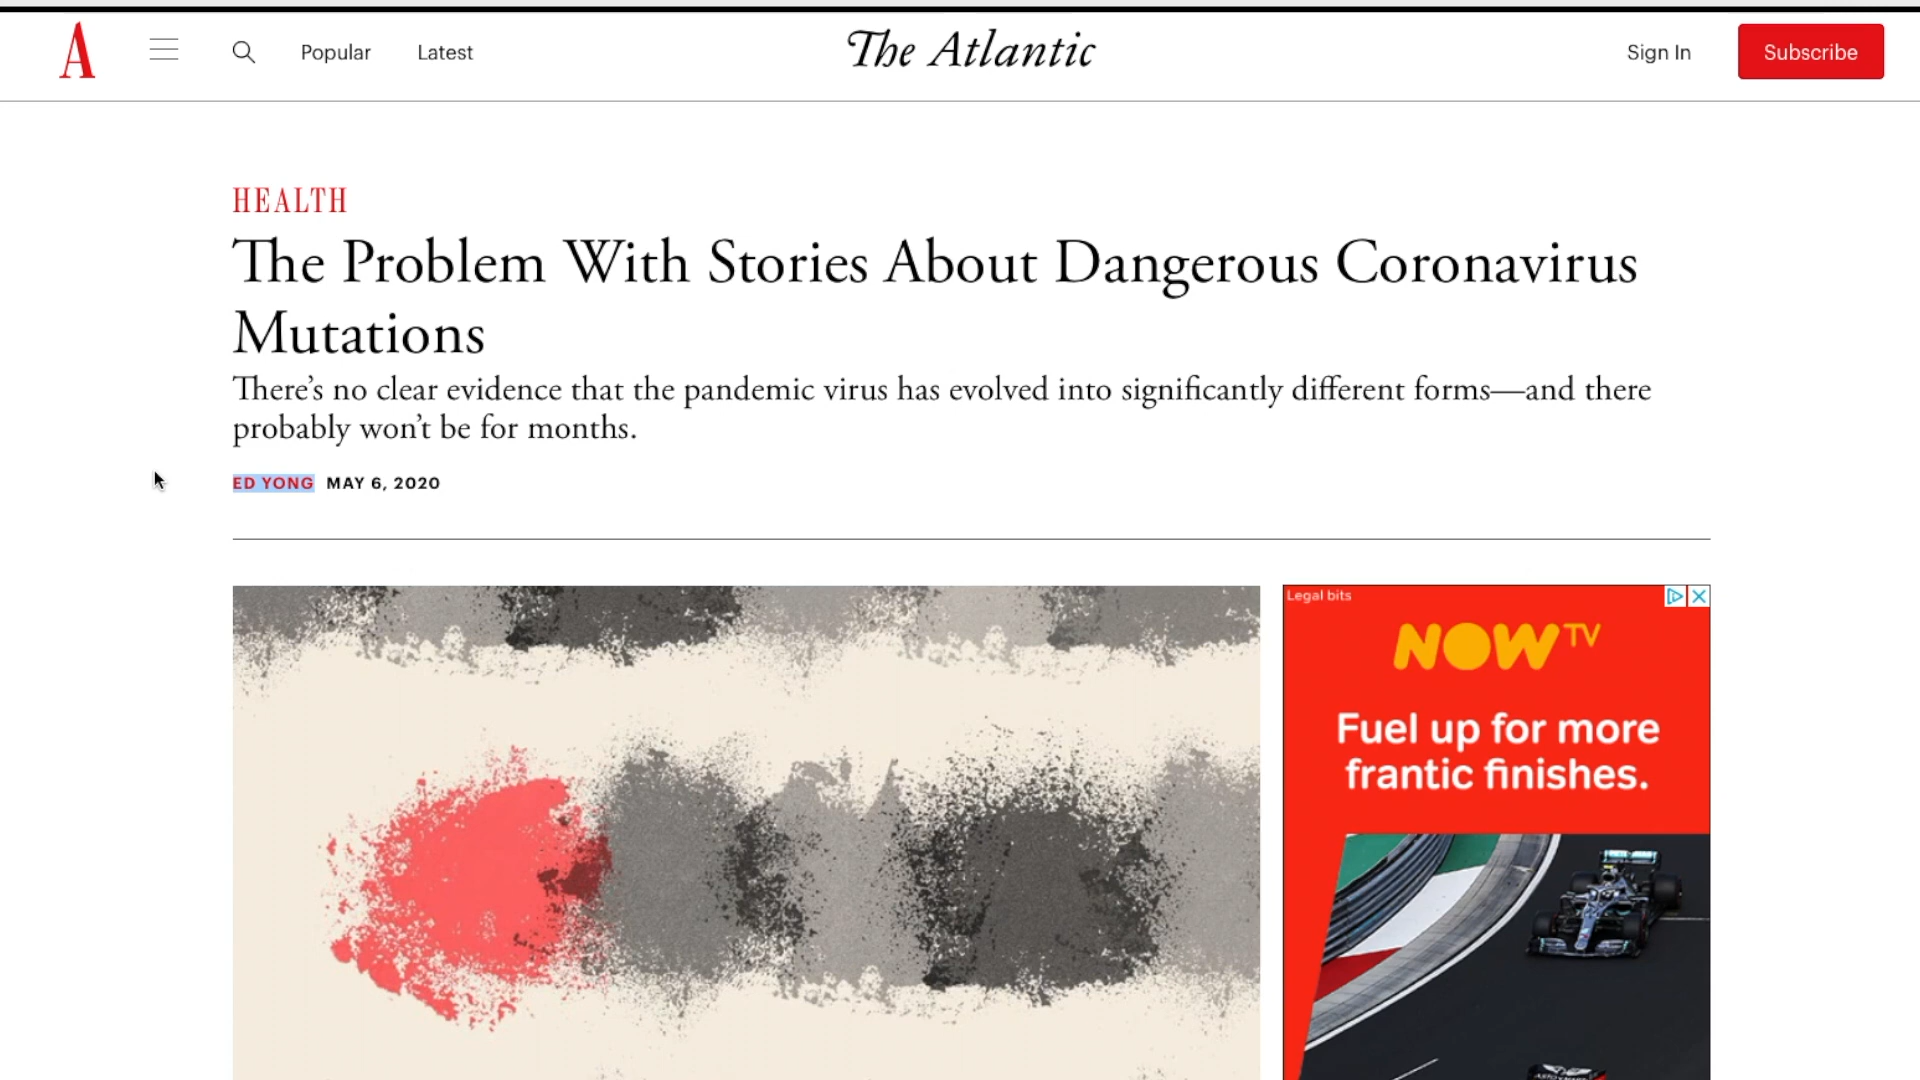 A
Popular
Latest
The Atlantic
Sign In
Subscribe
HEALTH
The Problem With Stories About Dangerous Coronavirus
Mutations
There’s no clear evidence that the pandemic virus has evolved into significantly different forms—and there
probably won’t be for months.
ED YONG MAY 6, 2020
Legal bits
NOW TV
Fuel up for more
frantic finishes.